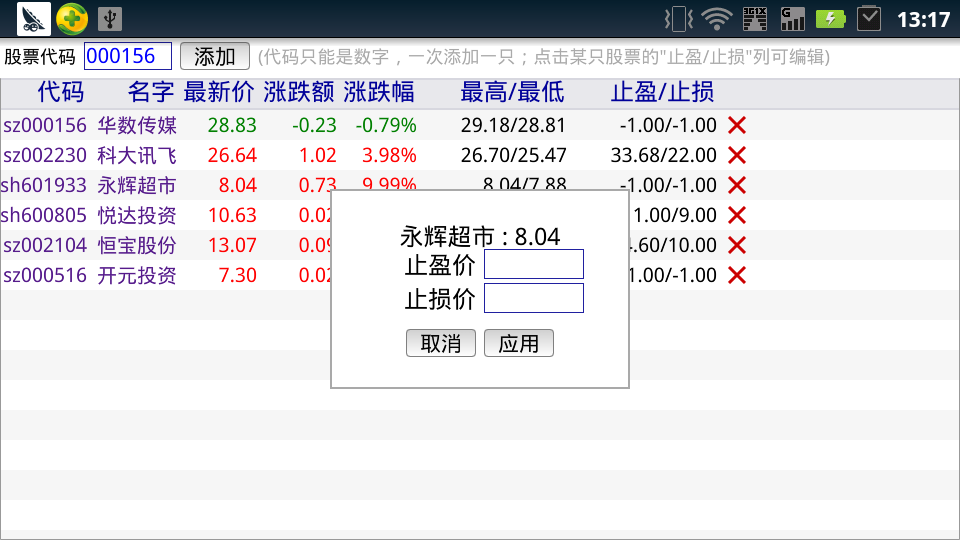 13:17
股票代码 000156 添加 (代码只能是数字，一次添加一只；点击某只股票的"止盈/止损"列可编辑)
代码 名字 最新价 涨跌额 涨跌幅 最高/最低 止盈/止损
sz000156 华数传媒 28.83 -0.23 -0.79% 29.18/28.81 -1.00/-1.00
sz002230 科大讯飞 26.64 1.02 3.98% 26.70/25.47 33.68/22.00
sh601933 永辉超市 8.04 0.73 9.99% 8.04/7.88 -1.00/-1.00
sh600805 悦达投资 10.63 0.02 1.00/9.00
sz002104 恒宝股份 13.07 0.09 .60/10.00
sz000516 开元投资 7.30 0.02 1.00/-1.00
永辉超市 : 8.04
止盈价
止损价
取消 应用